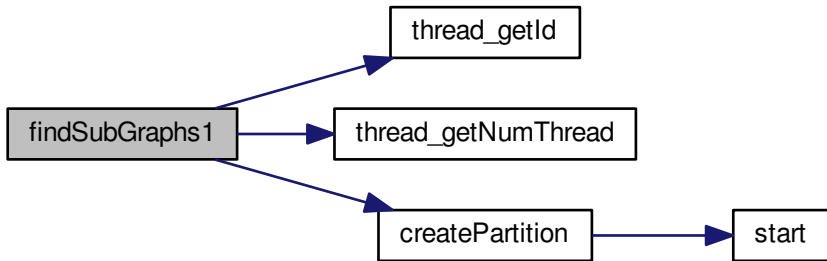 thread_getId
findSubGraphs1
thread_getNumThread
createPartition
start